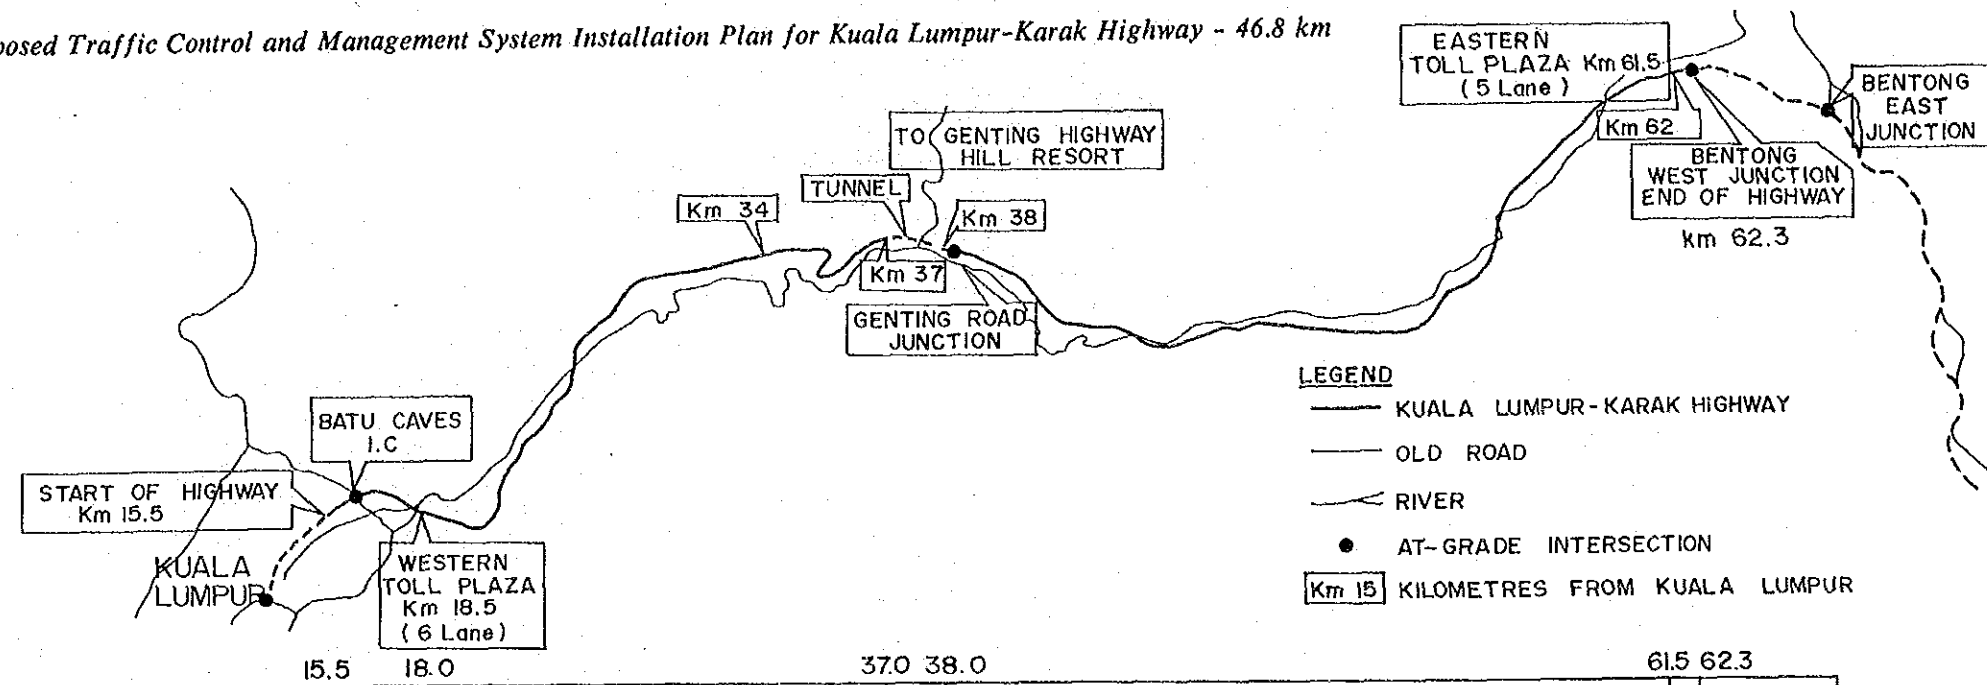 posed Traffic Control and Management System Installation Plan for Kuala Lumpur-Karak Highway - 46.8 km
EASTERN
TOLL PLAZA Km 61.5
( 5 Lane )
Km 62
BENTONG
EAST
JUNCTION
BENTONG
WEST JUNCTION
END OF HIGHWAY
km 62.3
TO GENTING HIGHWAY
HILL RESORT
TUNNEL
Km 34
Km 38
Km 37
GENTING ROAD
JUNCTION
BATU CAVES
I.C
START OF HIGHWAY
Km 15.5
KUALA
LUMPUR
WESTERN
TOLL PLAZA
Km 18.5
( 6 Lane )
LEGEND
KUALA LUMPUR-KARAK HIGHWAY
OLD ROAD
RIVER
AT-GRADE INTERSECTION
Km 15 KILOMETRES FROM KUALA LUMPUR
15.5 18.0 37.0 38.0 61.5 62.3